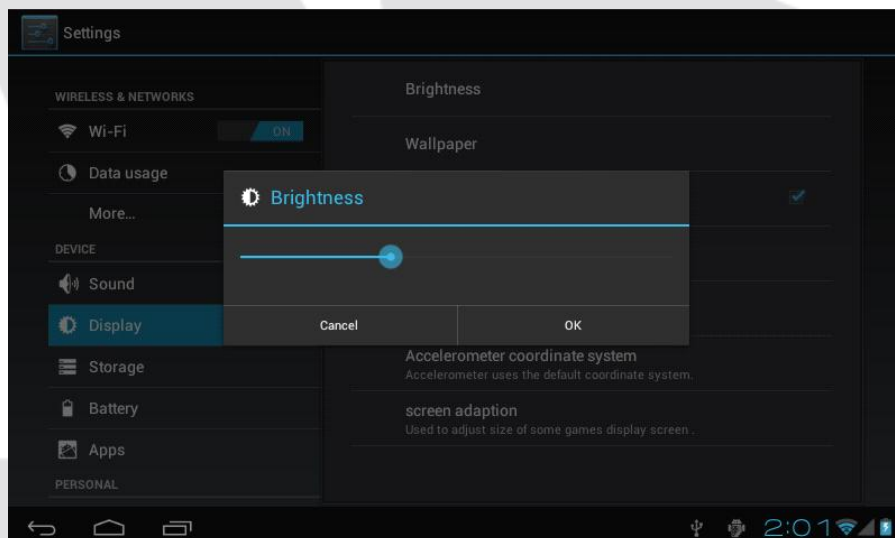 Settings
WIRELESS & NETWORKS
Wi-Fi
ON
Data usage
More...
DEVICE
Sound
Display
Storage
Battery
Apps
PERSONAL
Brightness
Wallpaper
Brightness
Cancel
OK
Accelerometer coordinate system
Accelerometer uses the default coordinate system.
screen adaption
Used to adjust size of some games display screen .
2:01